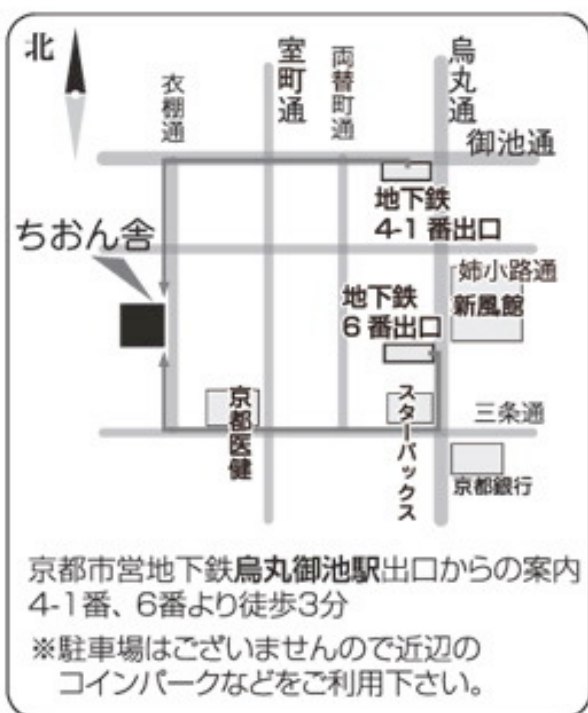 北
衣棚通
室町通
両替町通
烏丸通
御池通
地下鉄
4-1 番出口
ちおん舎
姉小路通
地下鉄
6 番出口
新風館
京都医健
スターバックス
三条通
京都銀行
京都市営地下鉄烏丸御池駅出口からの案内
4-1番、6番より徒歩3分
※駐車場はございませんので近辺の
コインパークなどをご利用下さい。